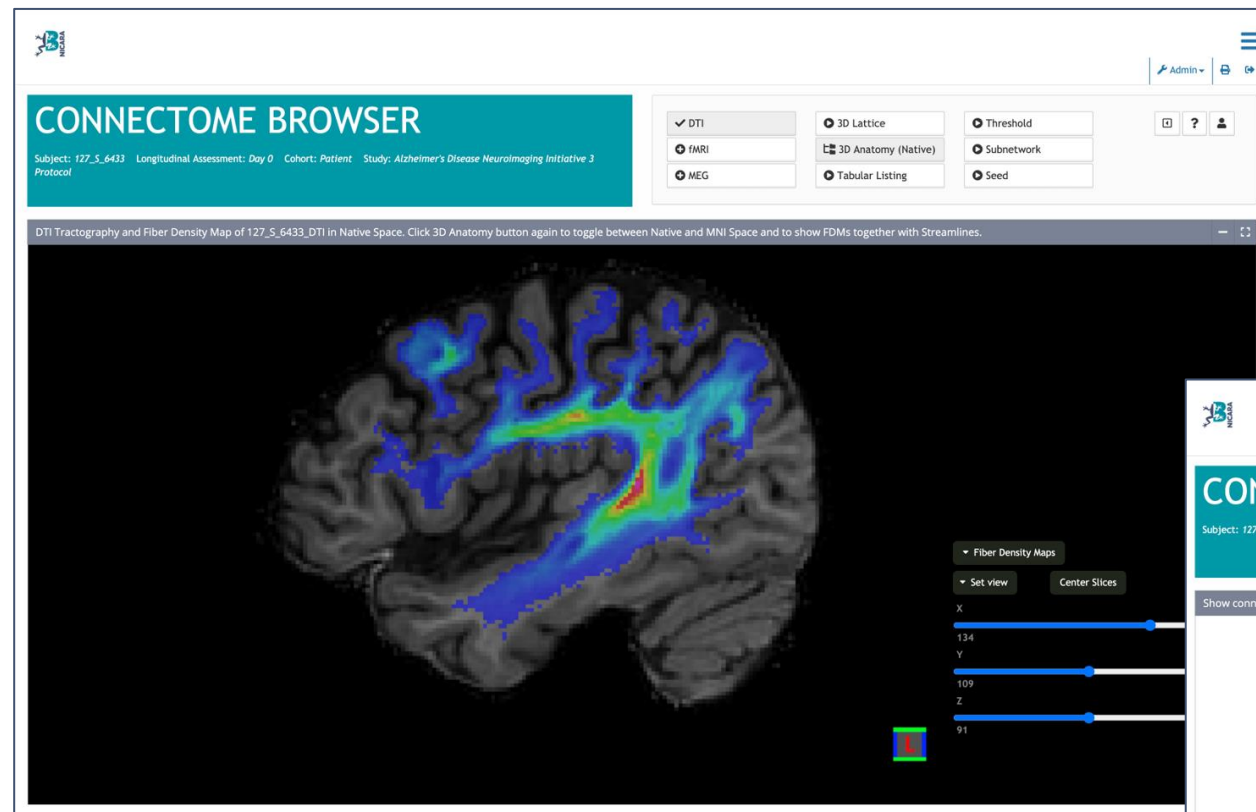 NICARA
Admin
CONNECTOME BROWSER
Subject: 127_S_6433 Longitudinal Assessment: Day 0 Cohort: Patient Study: Alzheimer's Disease Neuroimaging Initiative 3
Protocol
DTI
3D Lattice
Threshold
?
fMRI
3D Anatomy (Native)
Subnetwork
MEG
Tabular Listing
Seed
DTI Tractography and Fiber Density Map of 127_S_6433_DTI in Native Space. Click 3D Anatomy button again to toggle between Native and MNI Space and to show FDMs together with Streamlines.
Fiber Density Maps
Set view
Center Slices
X
134
Y
109
Z
91
L
NICARA
CON
Subject: 127
Show conn